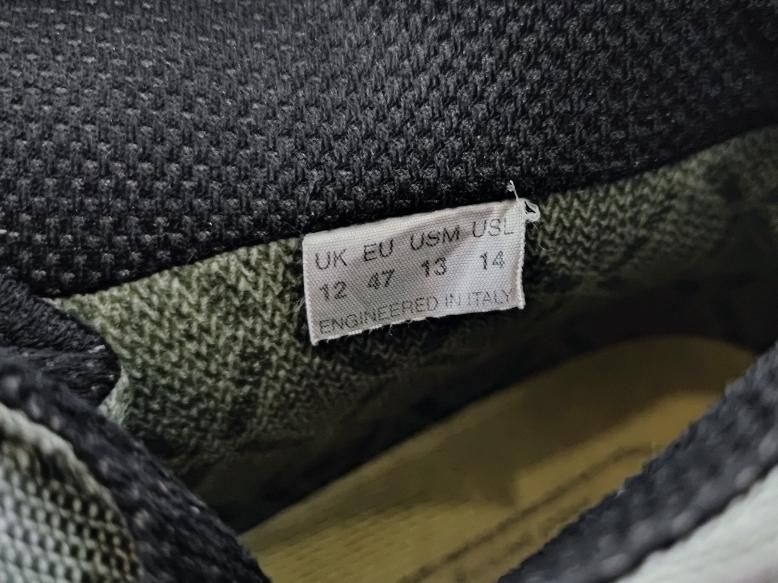 UK EU USM USL
12 47 13 14
ENGINEERED IN ITALY